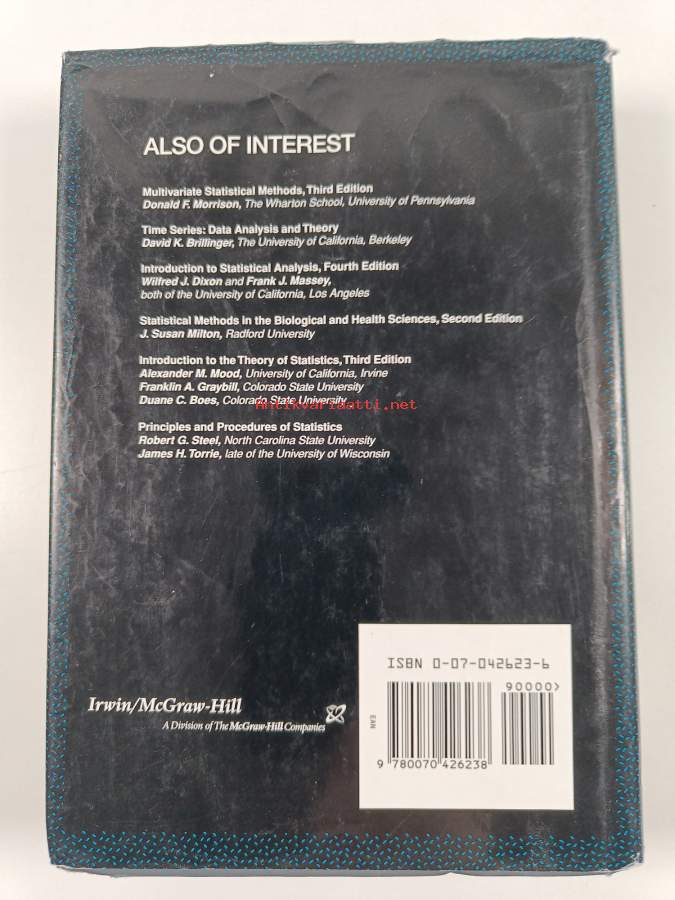 ALSO OF INTEREST
Multivariate Statistical Methods, Third Edition
Donald F. Morrison, The Wharton School, University of Pennsylvania
Time Series: Data Analysis and Theory
David K. Brillinger, The University of California, Berkeley
Introduction to Statistical Analysis, Fourth Edition
Wilfred J. Dixon and Frank J. Massey,
both of the University of California, Los Angeles
Statistical Methods in the Biological and Health Sciences, Second Edition
J. Susan Milton, Radford University
Introduction to the Theory of Statistics, Third Edition
Alexander M. Mood, University of California, Irvine
Franklin A. Graybill, Colorado State University
Duane C. Boes, Colorado State University
Antikvariaatti.net
Principles and Procedures of Statistics
Robert G. Steel, North Carolina State University
James H. Torrie, late of the University of Wisconsin
ISBN 0-07-042623-6
90000>
EAN
9 780070 426238
Irwin/McGraw-Hill
A Division of The McGraw-Hill Companies